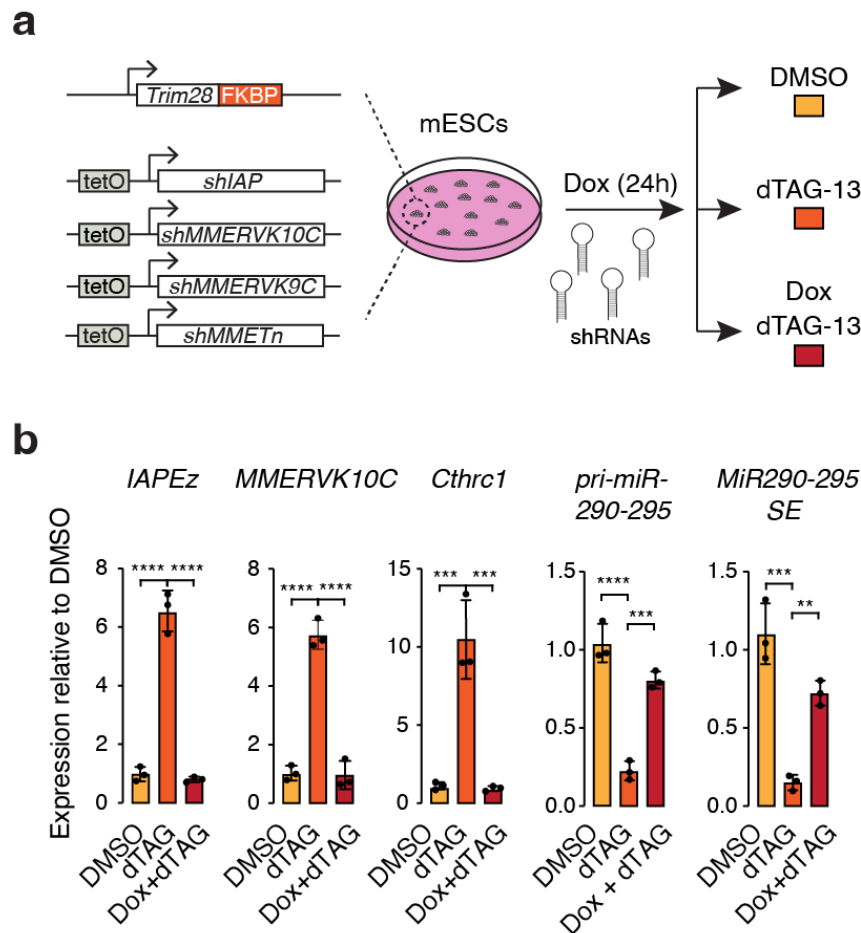 a
Trim28 FKBP
tetO shIAP
tetO shMMERVK10C
tetO shMMERVK9C
tetO shMMETn
mESCs
Dox (24h)
shRNAs
DMSO
dTAG-13
Dox
dTAG-13
b
Expression relative to DMSO
IAPEz
8
6
4
2
0
**** ****
DMSO
dTAG
Dox+dTAG
MMERVK10C
8
6
4
2
0
**** ****
DMSO
dTAG
Dox+dTAG
Cthrc1
15
10
5
0
*** ***
DMSO
dTAG
Dox+dTAG
pri-miR-
290-295
1.5
1.0
0.5
0.0
****
***
DMSO
dTAG
Dox + dTAG
MiR290-295
SE
1.5
1.0
0.5
0.0
***
**
DMSO
dTAG
Dox+dTAG